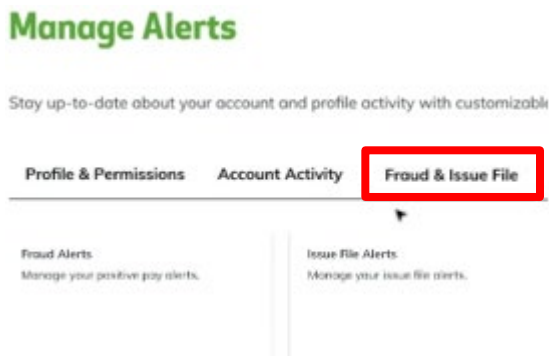 Manage Alerts
Stay up-to-date about your account and profile activity with customizable
Profile & Permissions Account Activity Fraud & Issue File
Fraud Alerts Issue File Alerts
Manage your positive pay alerts. Manage your issue file alerts.